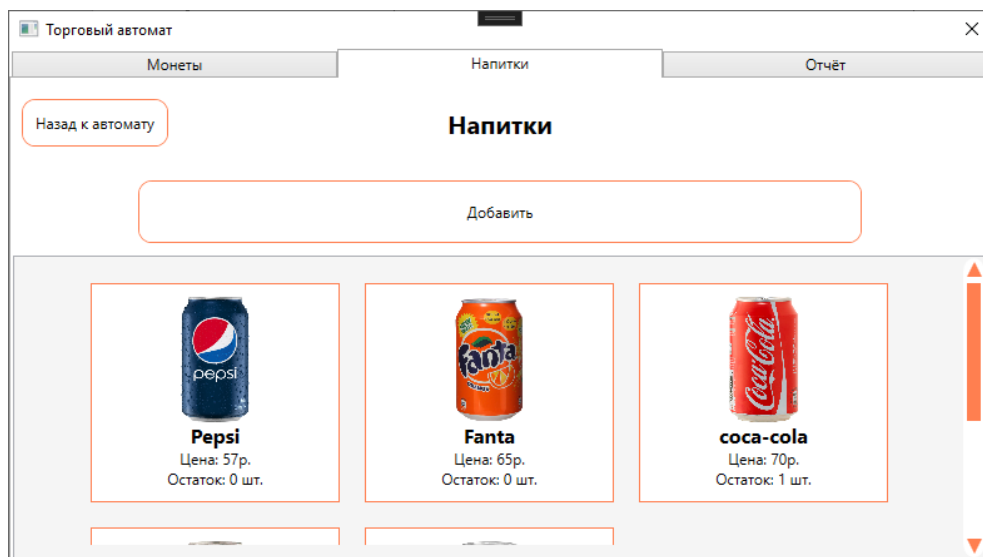 Торговый автомат
Монеты
Напитки
Отчёт
Назад к автомату
Напитки
Добавить
pepsi
Fanta
Coca-Cola
Pepsi
Fanta
coca-cola
Цена: 57р.
Цена: 65р.
Цена: 70р.
Остаток: 0 шт.
Остаток: 0 шт.
Остаток: 1 шт.